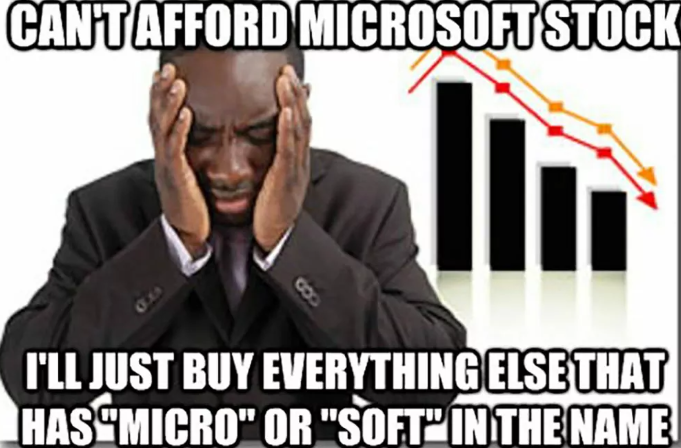 CAN'T AFFORD MICROSOFT STOCK
I'LL JUST BUY EVERYTHING ELSE THAT
HAS "MICRO" OR "SOFT" IN THE NAME